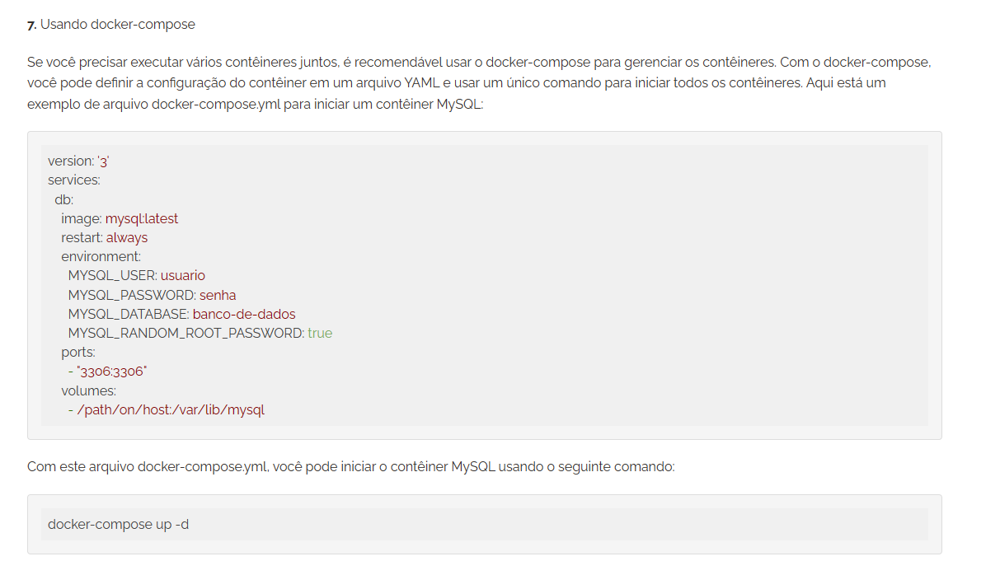 7. Usando docker-compose
Se você precisar executar vários contêineres juntos, é recomendável usar o docker-compose para gerenciar os contêineres. Com o docker-compose,
você pode definir a configuração do contêiner em um arquivo YAML e usar um único comando para iniciar todos os contêineres. Aqui está um
exemplo de arquivo docker-compose.yml para iniciar um contêiner MySQL:
version: '3'
services:
  db:
    image: mysql:latest
    restart: always
    environment:
      MYSQL_USER: usuario
      MYSQL_PASSWORD: senha
      MYSQL_DATABASE: banco-de-dados
      MYSQL_RANDOM_ROOT_PASSWORD: true
    ports:
      - "3306:3306"
    volumes:
      - /path/on/host:/var/lib/mysql
Com este arquivo docker-compose.yml, você pode iniciar o contêiner MySQL usando o seguinte comando:
docker-compose up -d